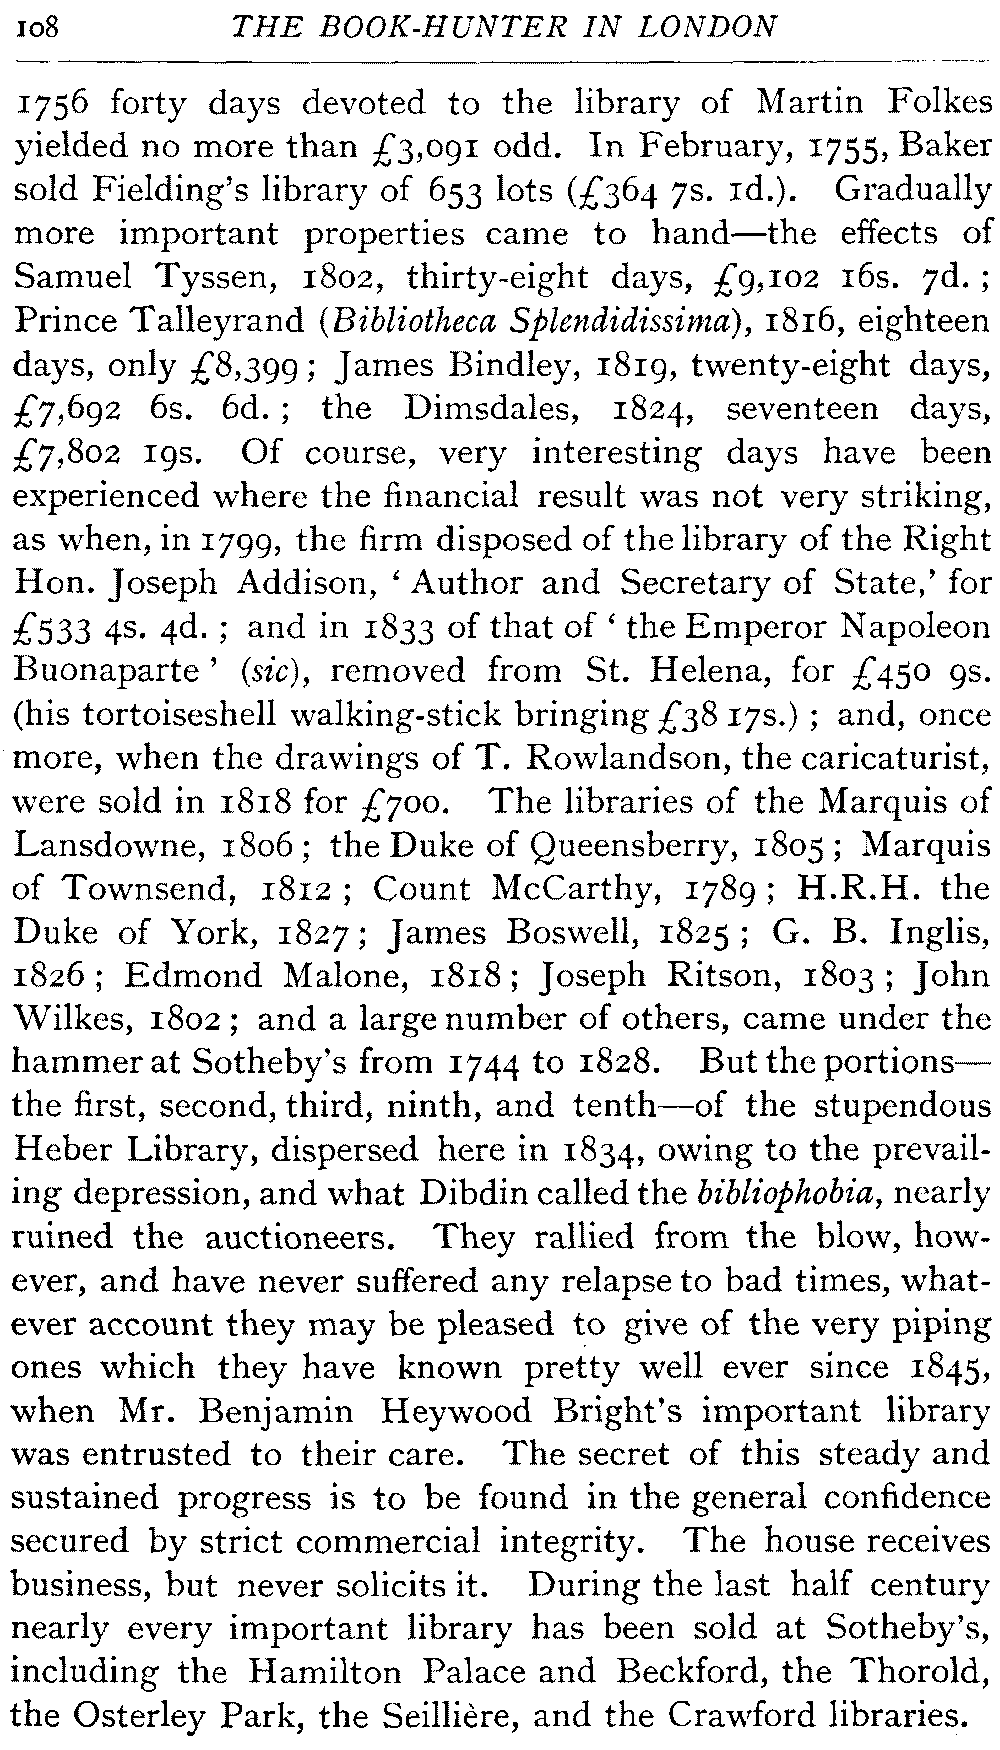 108 THE BOOK-HUNTER IN LONDON
1756 forty days devoted to the library of Martin Folkes
yielded no more than £3,091 odd. In February, 1755, Baker
sold Fielding's library of 653 lots (£364 7s. 1d.). Gradually
more important properties came to hand—the effects of
Samuel Tyssen, 1802, thirty-eight days, £9,102 16s. 7d. ;
Prince Talleyrand (Bibliotheca Splendidissima), 1816, eighteen
days, only £8,399 ; James Bindley, 1819, twenty-eight days,
£7,692 6s. 6d. ; the Dimsdales, 1824, seventeen days,
£7,802 19s. Of course, very interesting days have been
experienced where the financial result was not very striking,
as when, in 1799, the firm disposed of the library of the Right
Hon. Joseph Addison, ‘ Author and Secretary of State,’ for
£533 4s. 4d. ; and in 1833 of that of ‘ the Emperor Napoleon
Buonaparte ’ (sic), removed from St. Helena, for £450 9s.
(his tortoiseshell walking-stick bringing £38 17s.) ; and, once
more, when the drawings of T. Rowlandson, the caricaturist,
were sold in 1818 for £700. The libraries of the Marquis of
Lansdowne, 1806 ; the Duke of Queensberry, 1805 ; Marquis
of Townsend, 1812 ; Count McCarthy, 1789 ; H.R.H. the
Duke of York, 1827 ; James Boswell, 1825 ; G. B. Inglis,
1826 ; Edmond Malone, 1818 ; Joseph Ritson, 1803 ; John
Wilkes, 1802 ; and a large number of others, came under the
hammer at Sotheby's from 1744 to 1828. But the portions—
the first, second, third, ninth, and tenth—of the stupendous
Heber Library, dispersed here in 1834, owing to the prevail-
ing depression, and what Dibdin called the bibliophobia, nearly
ruined the auctioneers. They rallied from the blow, how-
ever, and have never suffered any relapse to bad times, what-
ever account they may be pleased to give of the very piping
ones which they have known pretty well ever since 1845,
when Mr. Benjamin Heywood Bright's important library
was entrusted to their care. The secret of this steady and
sustained progress is to be found in the general confidence
secured by strict commercial integrity. The house receives
business, but never solicits it. During the last half century
nearly every important library has been sold at Sotheby's,
including the Hamilton Palace and Beckford, the Thorold,
the Osterley Park, the Seillière, and the Crawford libraries.